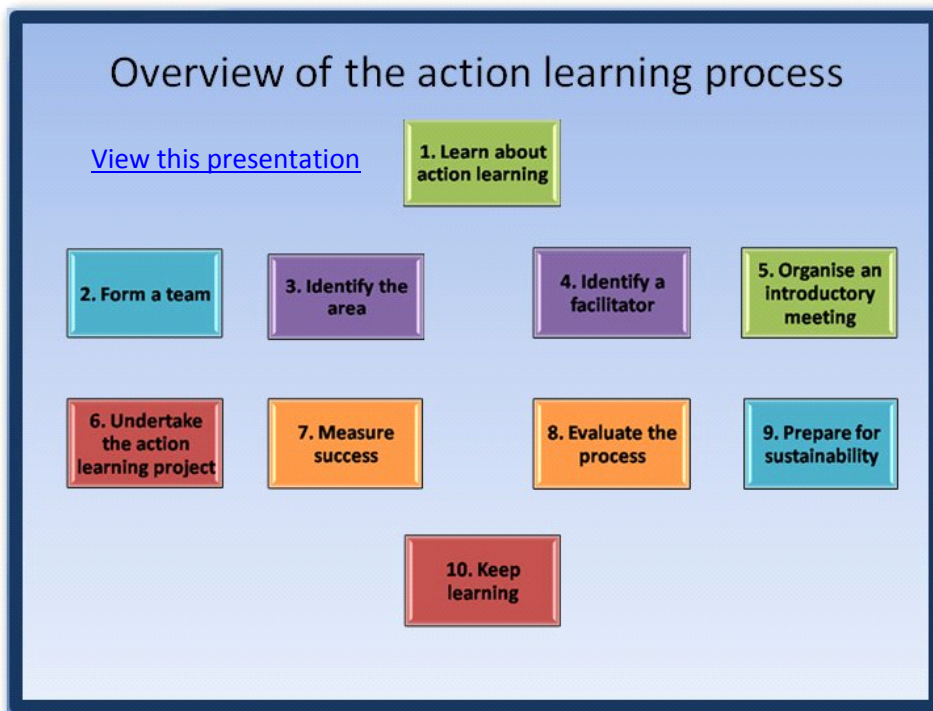 Overview of the action learning process
View this presentation
1. Learn about
action learning
2. Form a team
3. Identify the
area
4. Identify a
facilitator
5. Organise an
introductory
meeting
6. Undertake
the action
learning project
7. Measure
success
8. Evaluate the
process
9. Prepare for
sustainability
10. Keep
learning